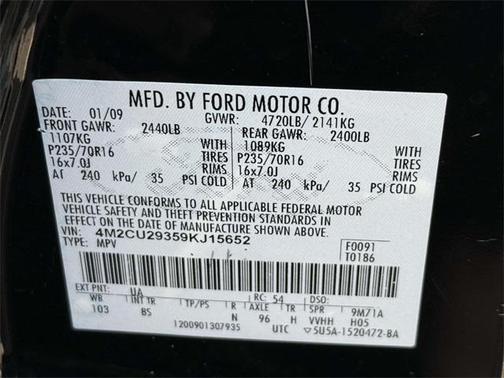 MFD. BY FORD MOTOR CO.
DATE: 01/09 GVWR: 4720LB/ 2141KG
FRONT GAWR: 2440LB REAR GAWR: 2400LB
1107KG WITH 1089KG WITH
P235/70R16 TIRES P235/70R16 TIRES
16x7.0J RIMS 16x7.0J RIMS
AT 240 kPa/ 35 PSI COLD AT 240 kPa/ 35 PSI COLD
THIS VEHICLE CONFORMS TO ALL APPLICABLE FEDERAL MOTOR
VEHICLE SAFETY AND THEFT PREVENTION STANDARDS IN
EFFECT ON THE DATE OF MANUFACTURE SHOWN ABOVE.
VIN: 4M2CU29359KJ15652 F0091
TYPE: MPV T0186
EXT PNT: UA RC: 54 DSO:
WB INT TR TP/PS R AXLE TR SPR 9M71A
103 BS N 96 H VVHH H05
1200901307935 UTC ▽5U5A-1520472-BA